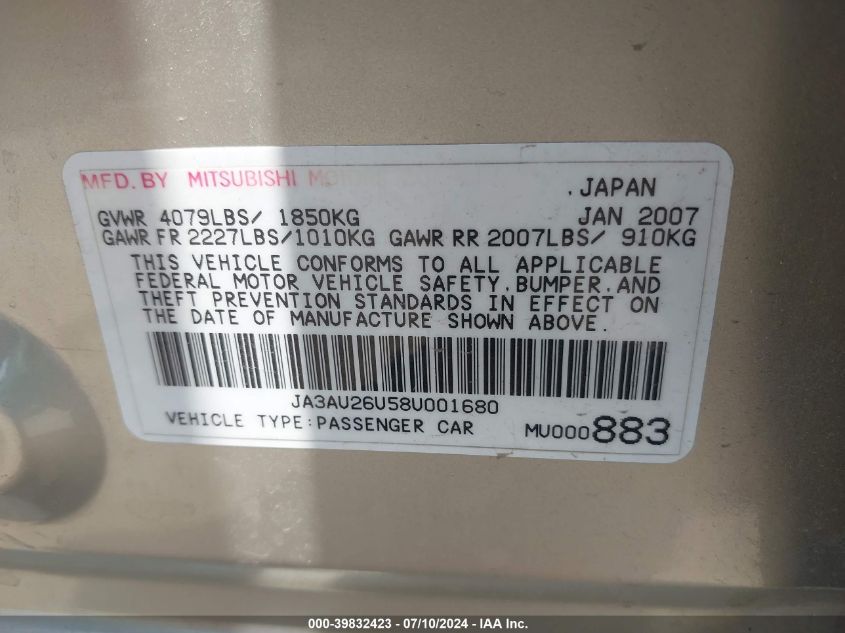 MFD. BY MITSUBISHI
.JAPAN
GVWR 4079LBS/ 1850KG JAN 2007
GAWR FR 2227LBS/1010KG GAWR RR 2007LBS/ 910KG
THIS VEHICLE CONFORMS TO ALL APPLICABLE
FEDERAL MOTOR VEHICLE SAFETY.BUMPER.AND
THEFT PREVENTION STANDARDS IN EFFECT ON
THE DATE OF MANUFACTURE SHOWN ABOVE.
JA3AU26U58U001680
VEHICLE TYPE:PASSENGER CAR MU000883
000-39832423 - 07/10/2024 - IAA Inc.